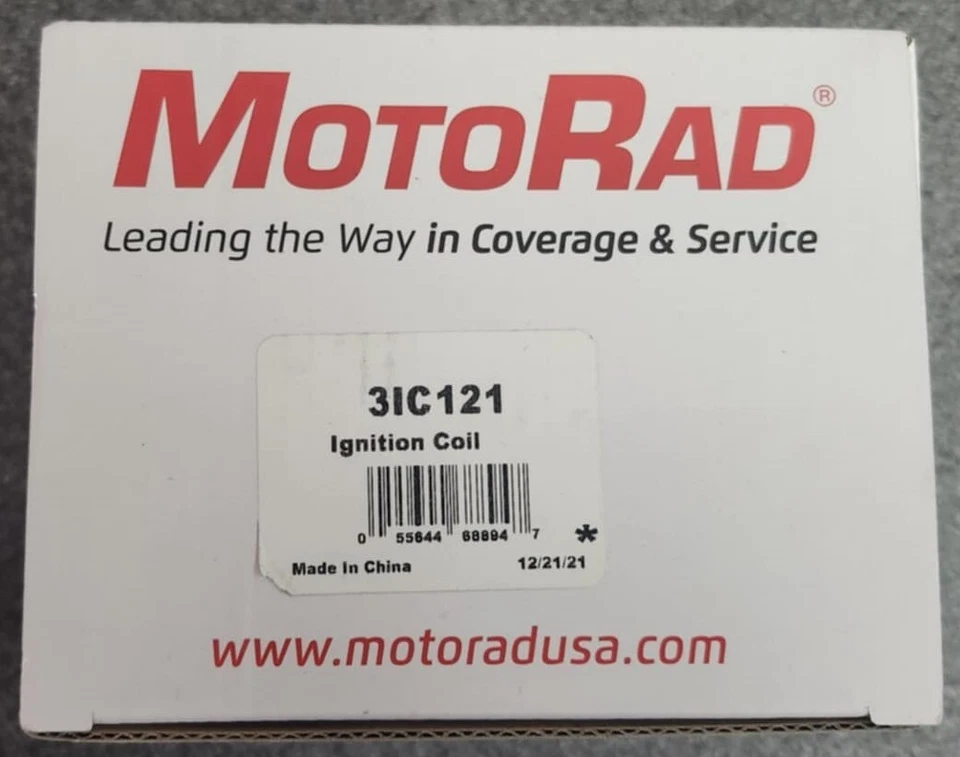 MOTORAD®
Leading the Way in Coverage & Service
3IC121
Ignition Coil
0 55644 68894 7 *
Made In China 12/21/21
www.motoradusa.com